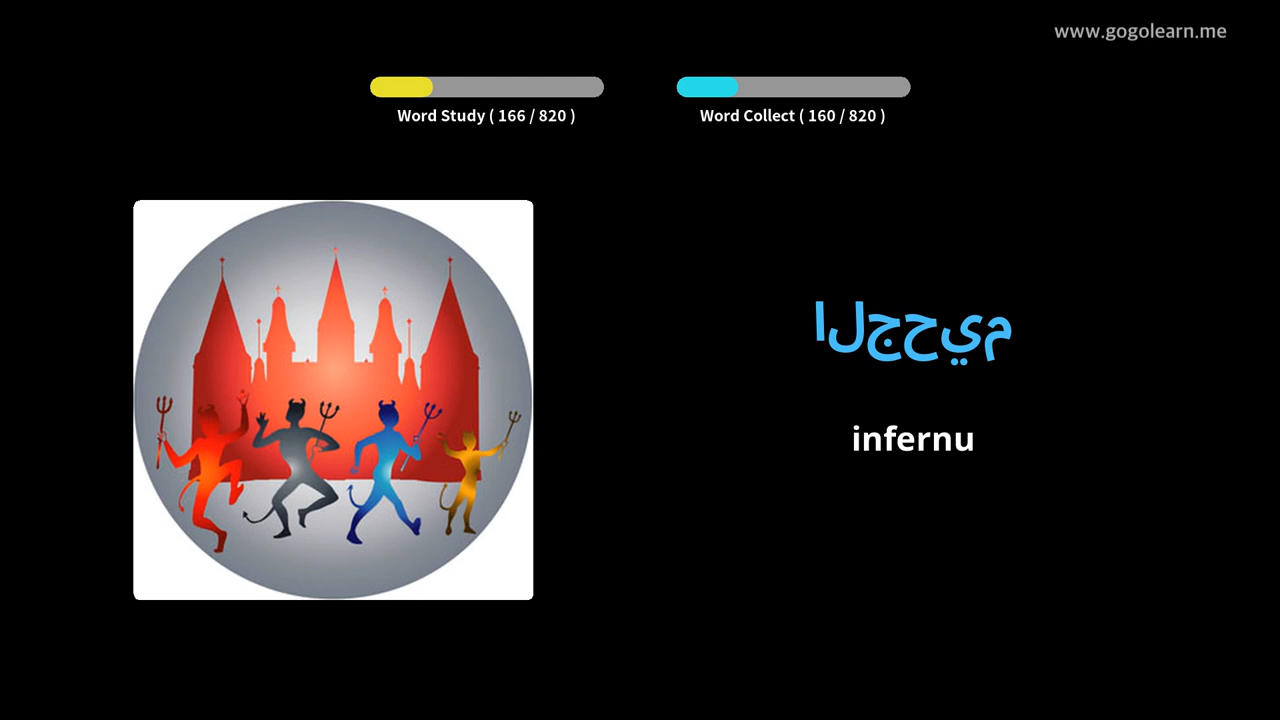 www.gogolearn.me
Word Study ( 166 / 820 )
Word Collect ( 160 / 820 )
الجحيم
infernu